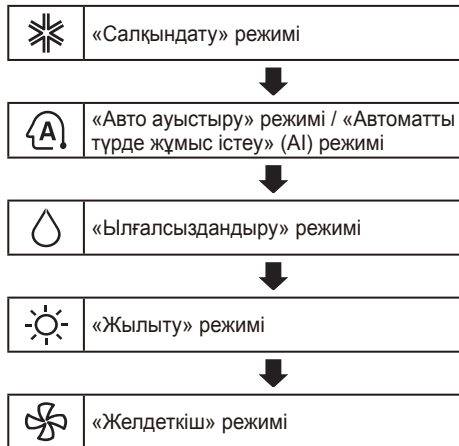 «Салқындату» режимі
A
«Авто ауыстыру» режимі / «Автоматты
түрде жұмыс істеу» (AI) режимі
«Ылғалсыздандыру» режимі
«Жылыту» режимі
«Желдеткіш» режимі